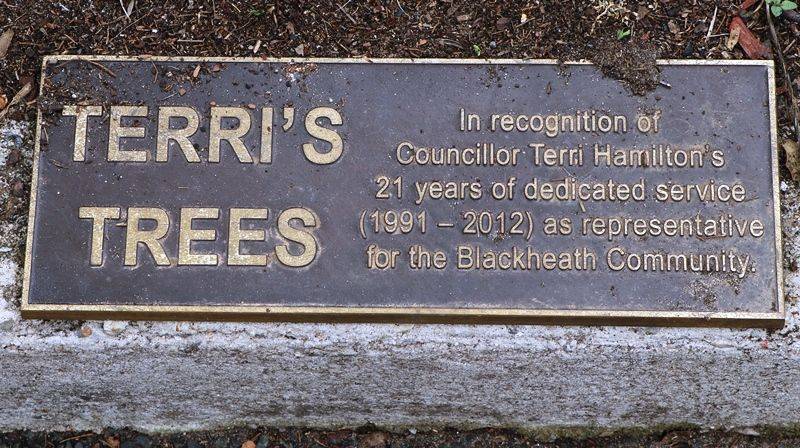 TERRI'S
TREES
In recognition of
Councillor Terri Hamilton's
21 years of dedicated service
(1991 – 2012) as representative
for the Blackheath Community.